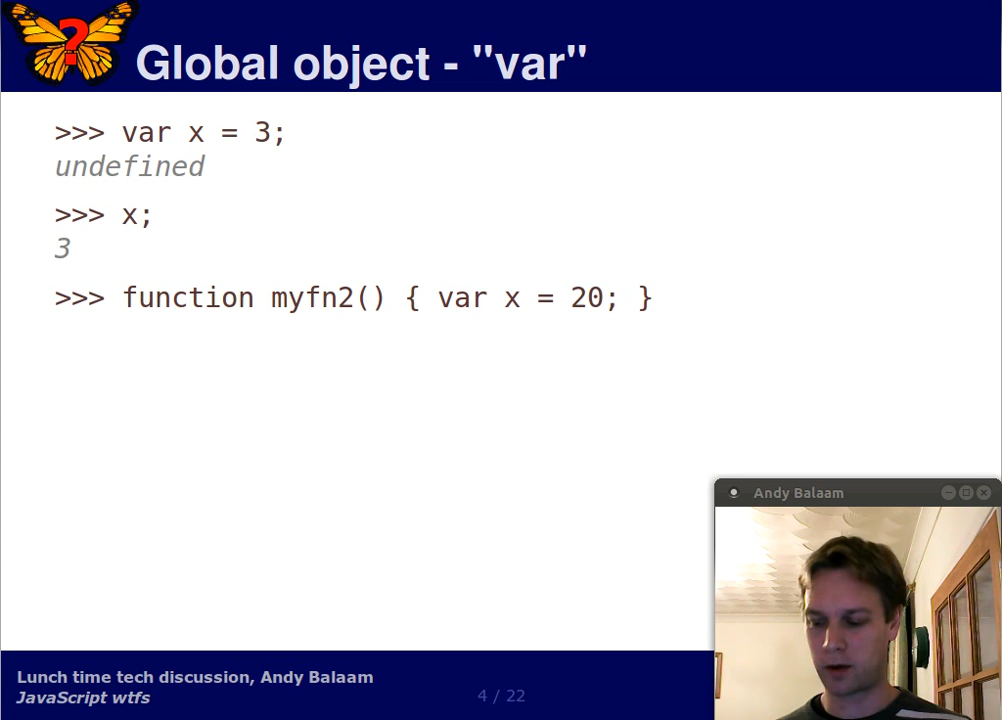 ?
Global object - "var"
>>> var x = 3;
undefined
>>> x;
3
>>> function myfn2() { var x = 20; }
Andy Balaam
Lunch time tech discussion, Andy Balaam
JavaScript wtfs
4 / 22